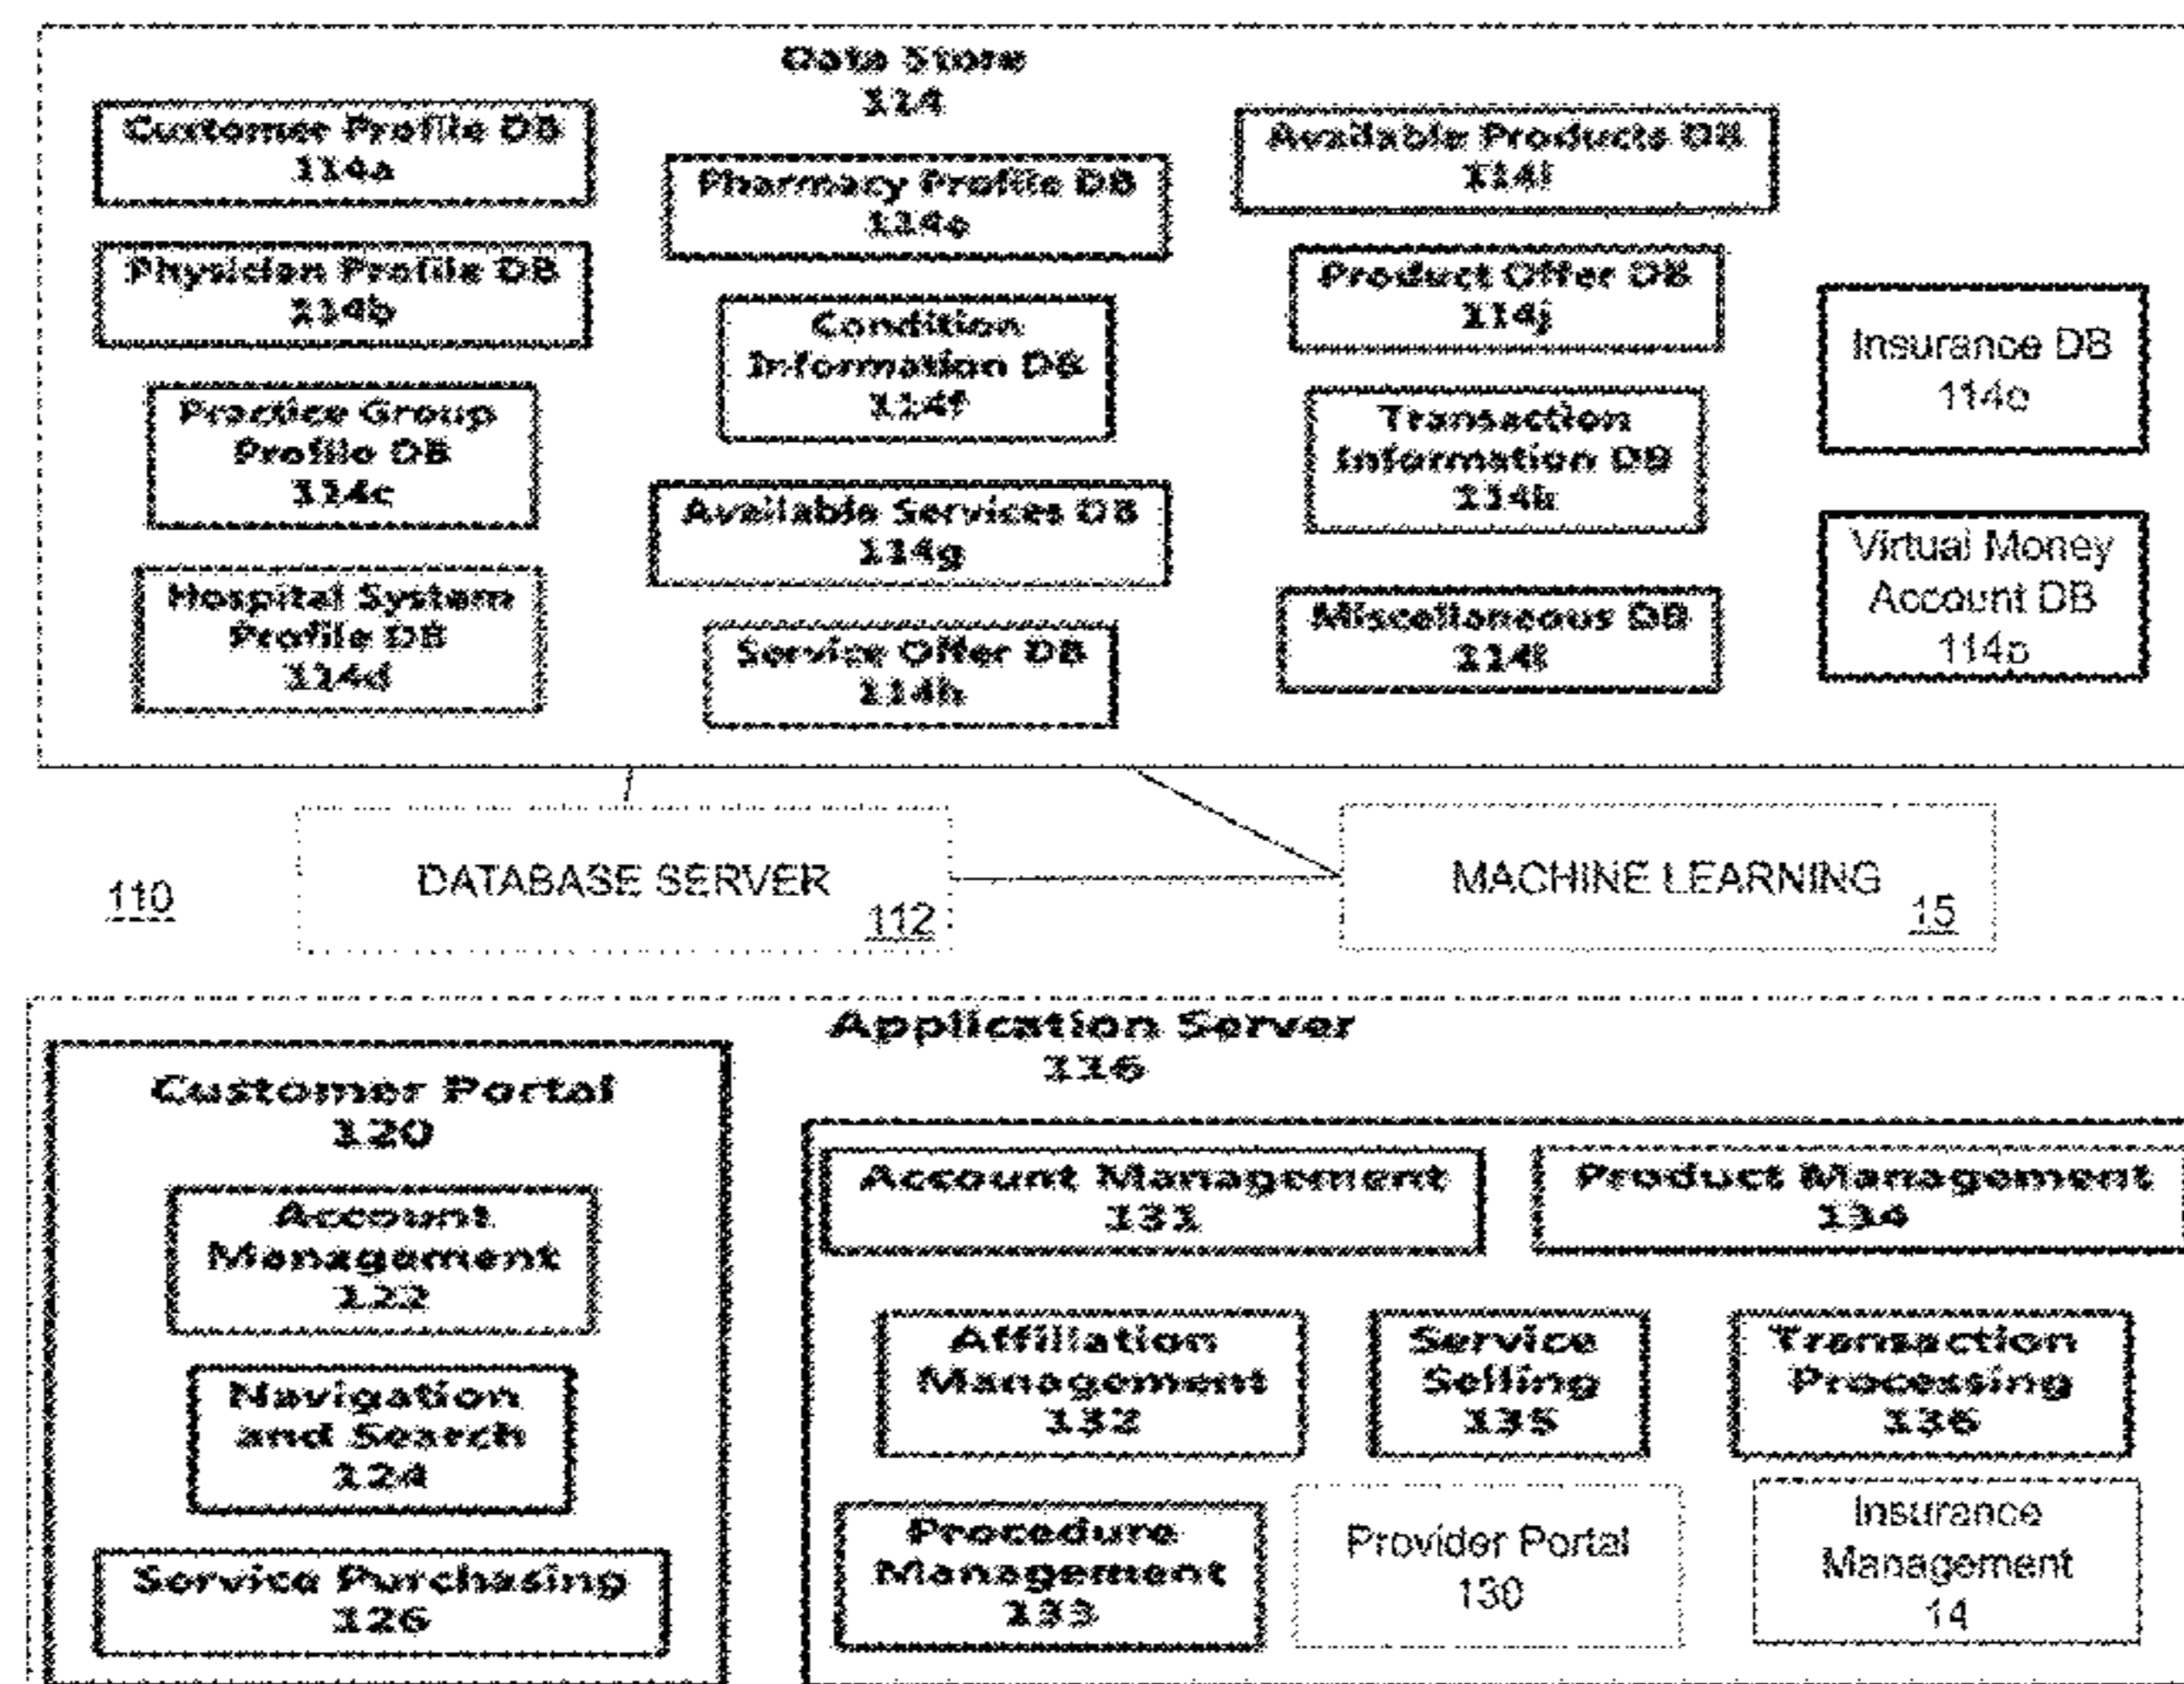 Data Store
114
Customer Profile DB
114a
Physician Profile DB
114b
Practice Group
Profile DB
114c
Hospital System
Profile DB
114d
Pharmacy Profile DB
114e
Condition
Information DB
114f
Available Services DB
114g
Service Offer DB
114h
Available Products DB
114i
Product Offer DB
114j
Transaction
Information DB
114k
Miscellaneous DB
114l
Insurance DB
114o
Virtual Money
Account DB
114p
110
DATABASE SERVER
112
MACHINE LEARNING
15
Application Server
116
Customer Portal
120
Account
Management
122
Navigation
and Search
124
Service Purchasing
126
Account Management
131
Product Management
134
Affiliation
Management
132
Service
Selling
135
Transaction
Processing
136
Procedure
Management
133
Provider Portal
130
Insurance
Management
14